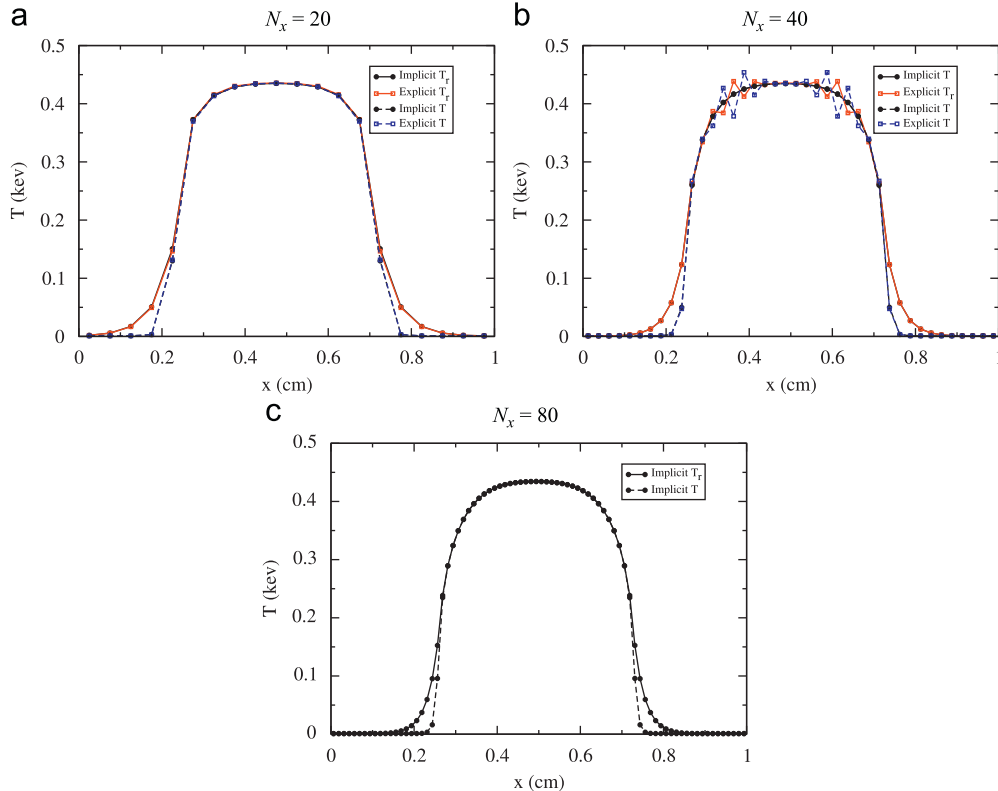 a
N_x = 20
0.5
0.4
0.3
0.2
0.1
0
T (kev)
0 0.2 0.4 0.6 0.8 1
x (cm)
Implicit T_r
Explicit T_r
Implicit T
Explicit T
b
N_x = 40
0.5
0.4
0.3
0.2
0.1
0
T (kev)
0 0.2 0.4 0.6 0.8 1
x (cm)
Implicit T
Explicit T_r
Implicit T
Explicit T
c
N_x = 80
0.5
0.4
0.3
0.2
0.1
0
T (kev)
0 0.2 0.4 0.6 0.8 1
x (cm)
Implicit T_r
Implicit T